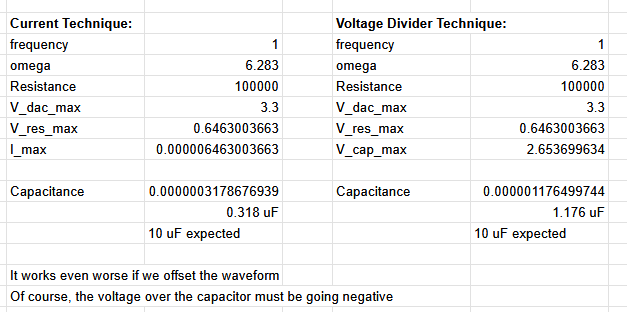 Current Technique: Voltage Divider Technique:
frequency 1 frequency 1
omega 6.283 omega 6.283
Resistance 100000 Resistance 100000
V_dac_max 3.3 V_dac_max 3.3
V_res_max 0.6463003663 V_res_max 0.6463003663
I_max 0.000006463003663 V_cap_max 2.653699634
Capacitance 0.0000003178676939 Capacitance 0.000001176499744
0.318 uF 1.176 uF
10 uF expected 10 uF expected
It works even worse if we offset the waveform
Of course, the voltage over the capacitor must be going negative